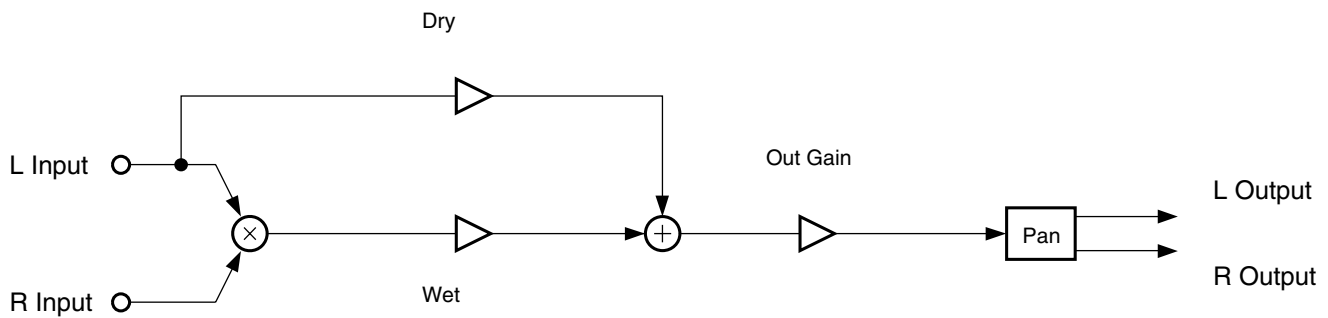 Dry
L Input
Out Gain
L Output
Pan
R Output
Wet
R Input